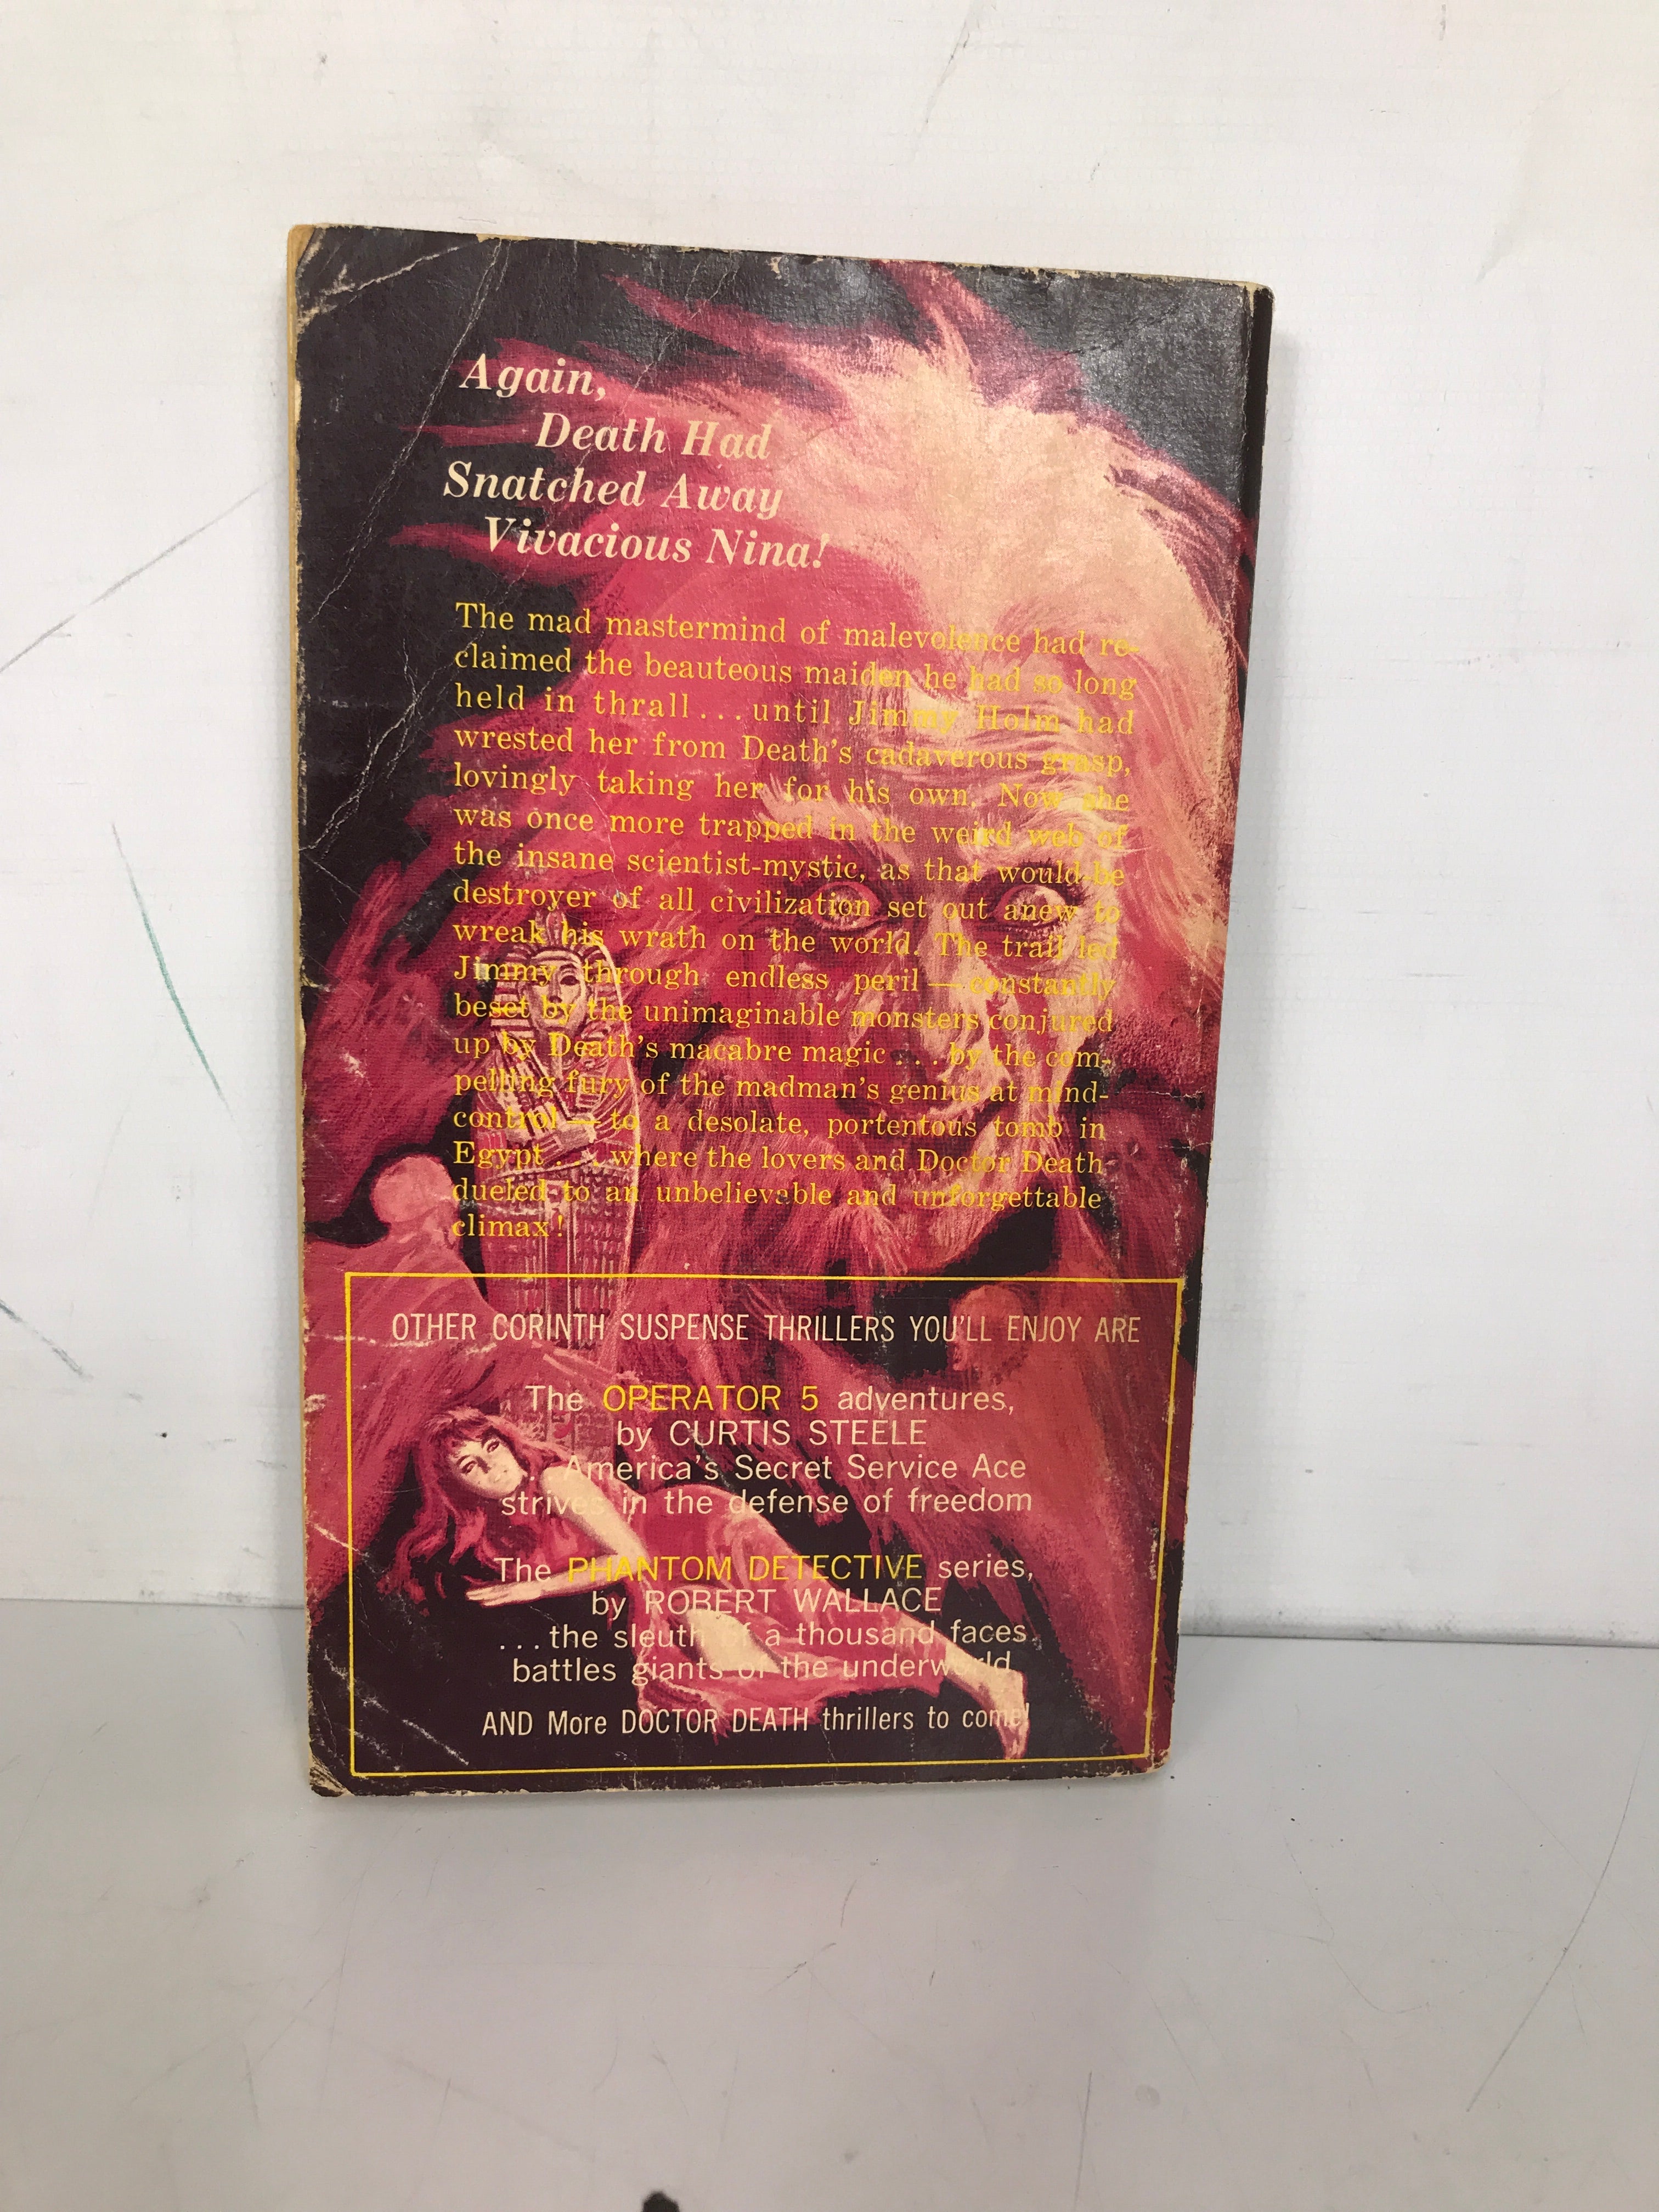 Again,
Death Had
Snatched Away
Vivacious Nina!
The mad mastermind of malevolence had re-
claimed the beauteous maiden he had so long
held in thrall...until Jimmy Holm had
wrested her from Death's cadaverous grasp,
lovingly taking her for his own. Now she
was once more trapped in the weird web of
the insane scientist-mystic, as that would-be
destroyer of all civilization set out anew to
wreak his wrath on the world. The trail led
Jimmy through endless peril — constantly
beset by the unimaginable monsters conjured
up by Death's macabre magic...by the com-
pelling fury of the madman's genius at mind-
control — to a desolate, portentous tomb in
Egypt... where the lovers and Doctor Death
dueled to an unbelievable and unforgettable
climax!
OTHER CORINTH SUSPENSE THRILLERS YOU'LL ENJOY ARE
The OPERATOR 5 adventures,
by CURTIS STEELE
...America's Secret Service Ace
strives in the defense of freedom
The PHANTOM DETECTIVE series,
by ROBERT WALLACE
...the sleuth of a thousand faces
battles giants of the underworld
AND More DOCTOR DEATH thrillers to come!